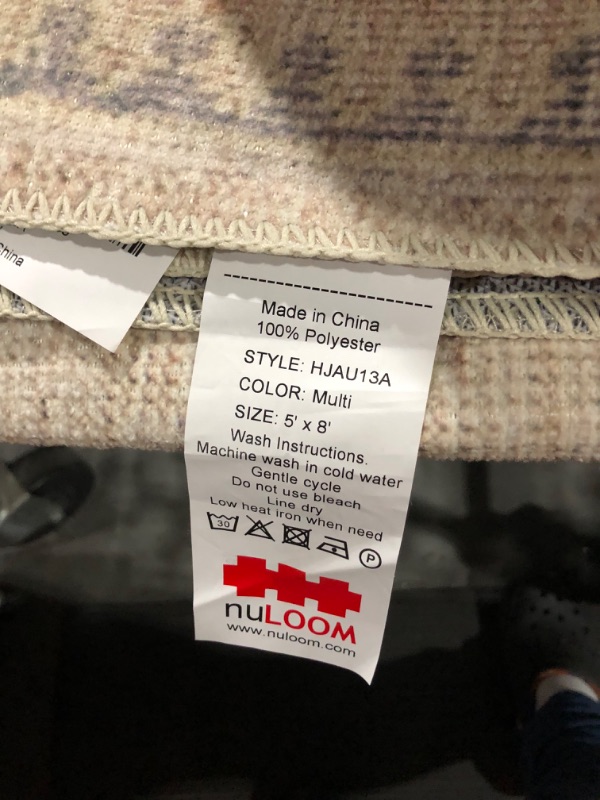 china
Made in China
100% Polyester
STYLE: HJAU13A
COLOR: Multi
SIZE: 5' x 8'
Wash Instructions.
Machine wash in cold water
Gentle cycle
Do not use bleach
Line dry
Low heat iron when need
30
P
nuLOOM
www.nuloom.com